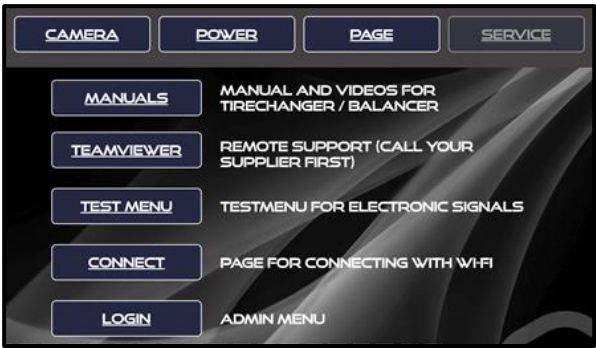 CAMERA POWER PAGE SERVICE
MANUALS MANUAL AND VIDEOS FOR
TIRECHANGER / BALANCER
TEAMVIEWER REMOTE SUPPORT (CALL YOUR
SUPPLIER FIRST)
TEST MENU TESTMENU FOR ELECTRONIC SIGNALS
CONNECT PAGE FOR CONNECTING WITH WI-FI
LOGIN ADMIN MENU